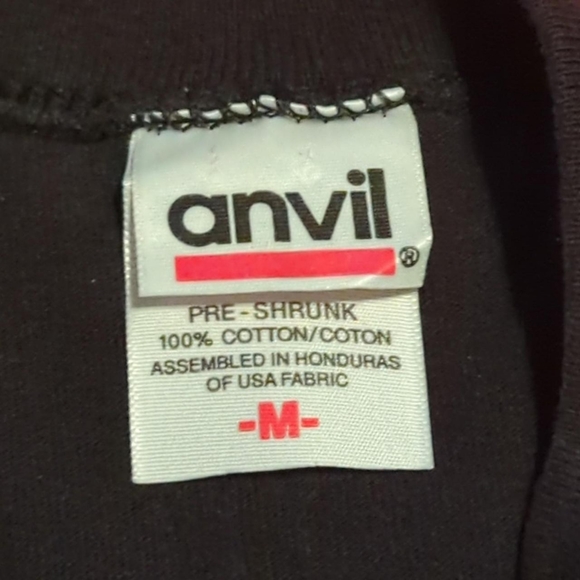 anvil®
PRE-SHRUNK
100% COTTON/COTON
ASSEMBLED IN HONDURAS
OF USA FABRIC
-M-